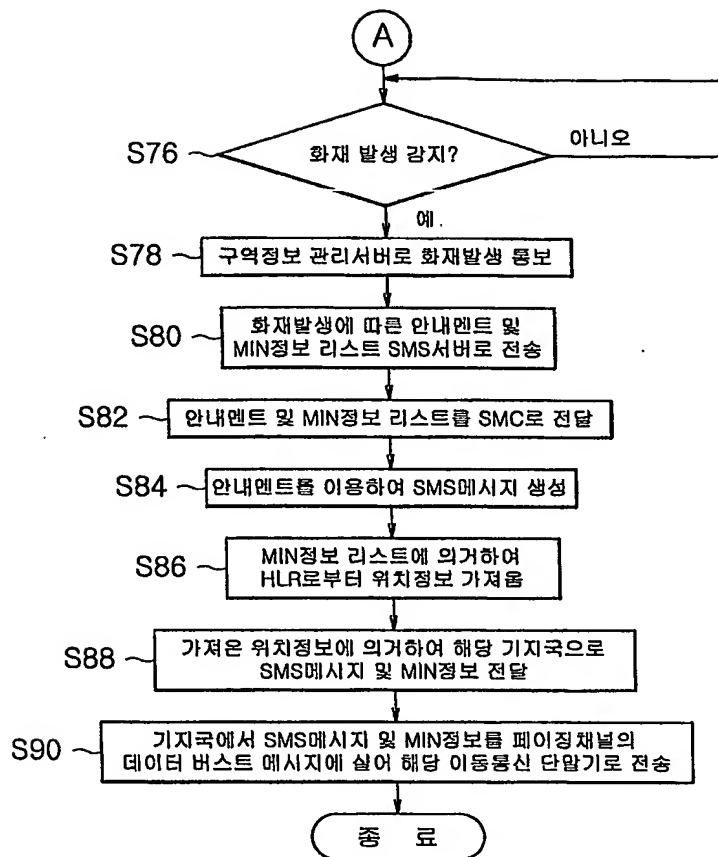 A
S76
화재 발생 감지?
아니오
예.
S78
구역정보 관리서버로 화재발생 통보
S80
화재발생에 따른 안내멘트 및
MIN정보 리스트 SMS서버로 전송
S82
안내멘트 및 MIN정보 리스트를 SMC로 전달
S84
안내멘트를 이용하여 SMS메시지 생성
S86
MIN정보 리스트에 의거하여
HLR로부터 위치정보 가져옴
S88
가져온 위치정보에 의거하여 해당 기지국으로
SMS메시지 및 MIN정보 전달
S90
기지국에서 SMS메시지 및 MIN정보를 페이징채널의
데이터 버스트 메시지에 실어 해당 이동통신 단말기로 전송
종 료